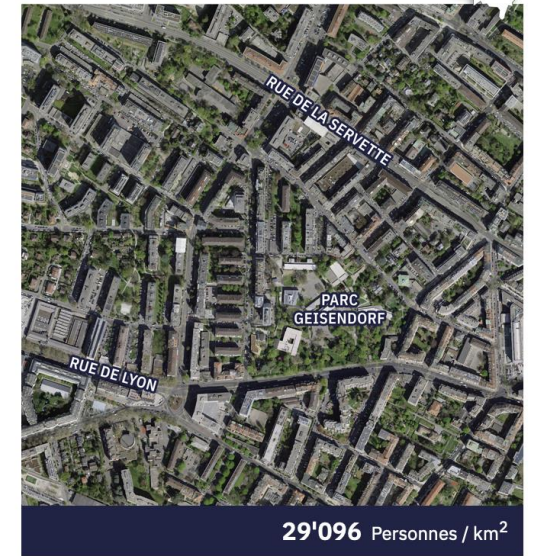 RUE DE LA SERVETTE
PARC
GEISENDORF
RUE DE LYON
29'096 Personnes / km²